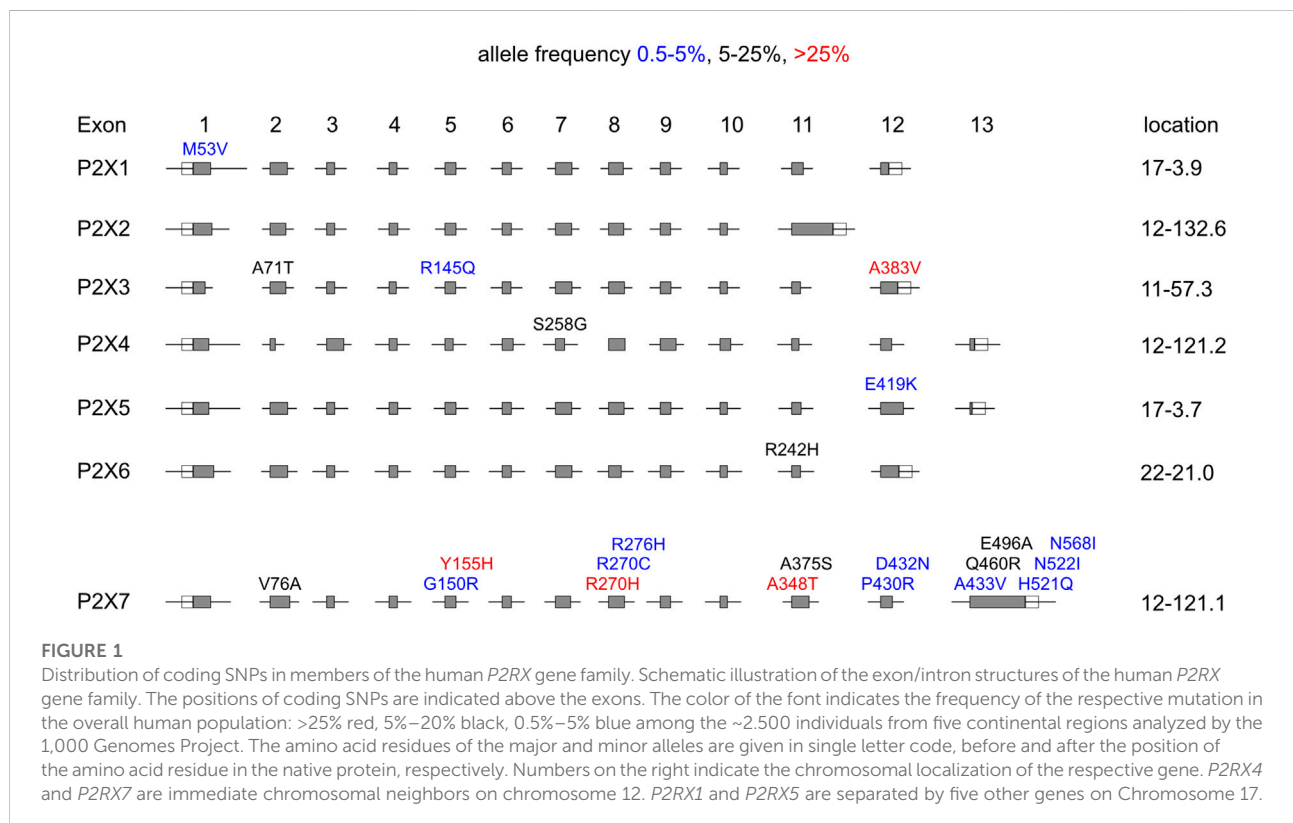 allele frequency 0.5-5%, 5-25%, >25%
Exon 1 2 3 4 5 6 7 8 9 10 11 12 13 location
M53V
P2X1 17-3.9
P2X2 12-132.6
A71T R145Q A383V
P2X3 11-57.3
S258G
P2X4 12-121.2
E419K
P2X5 17-3.7
R242H
P2X6 22-21.0
R276H E496A N568I
Y155H R270C A375S D432N Q460R N522I
V76A G150R R270H A348T P430R A433V H521Q
P2X7 12-121.1
FIGURE 1
Distribution of coding SNPs in members of the human P2RX gene family. Schematic illustration of the exon/intron structures of the human P2RX
gene family. The positions of coding SNPs are indicated above the exons. The color of the font indicates the frequency of the respective mutation in
the overall human population: >25% red, 5%–20% black, 0.5%–5% blue among the ~2.500 individuals from five continental regions analyzed by the
1,000 Genomes Project. The amino acid residues of the major and minor alleles are given in single letter code, before and after the position of
the amino acid residue in the native protein, respectively. Numbers on the right indicate the chromosomal localization of the respective gene. P2RX4
and P2RX7 are immediate chromosomal neighbors on chromosome 12. P2RX1 and P2RX5 are separated by five other genes on Chromosome 17.